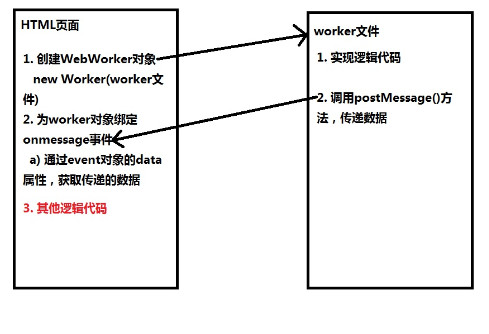 HTML页面
1. 创建WebWorker对象
new Worker(worker文
件)
2. 为worker对象绑定
onmessage事件
a) 通过event对象的data
属性，获取传递的数据
3. 其他逻辑代码
worker文件
1. 实现逻辑代码
2. 调用postMessage()方
法，传递数据